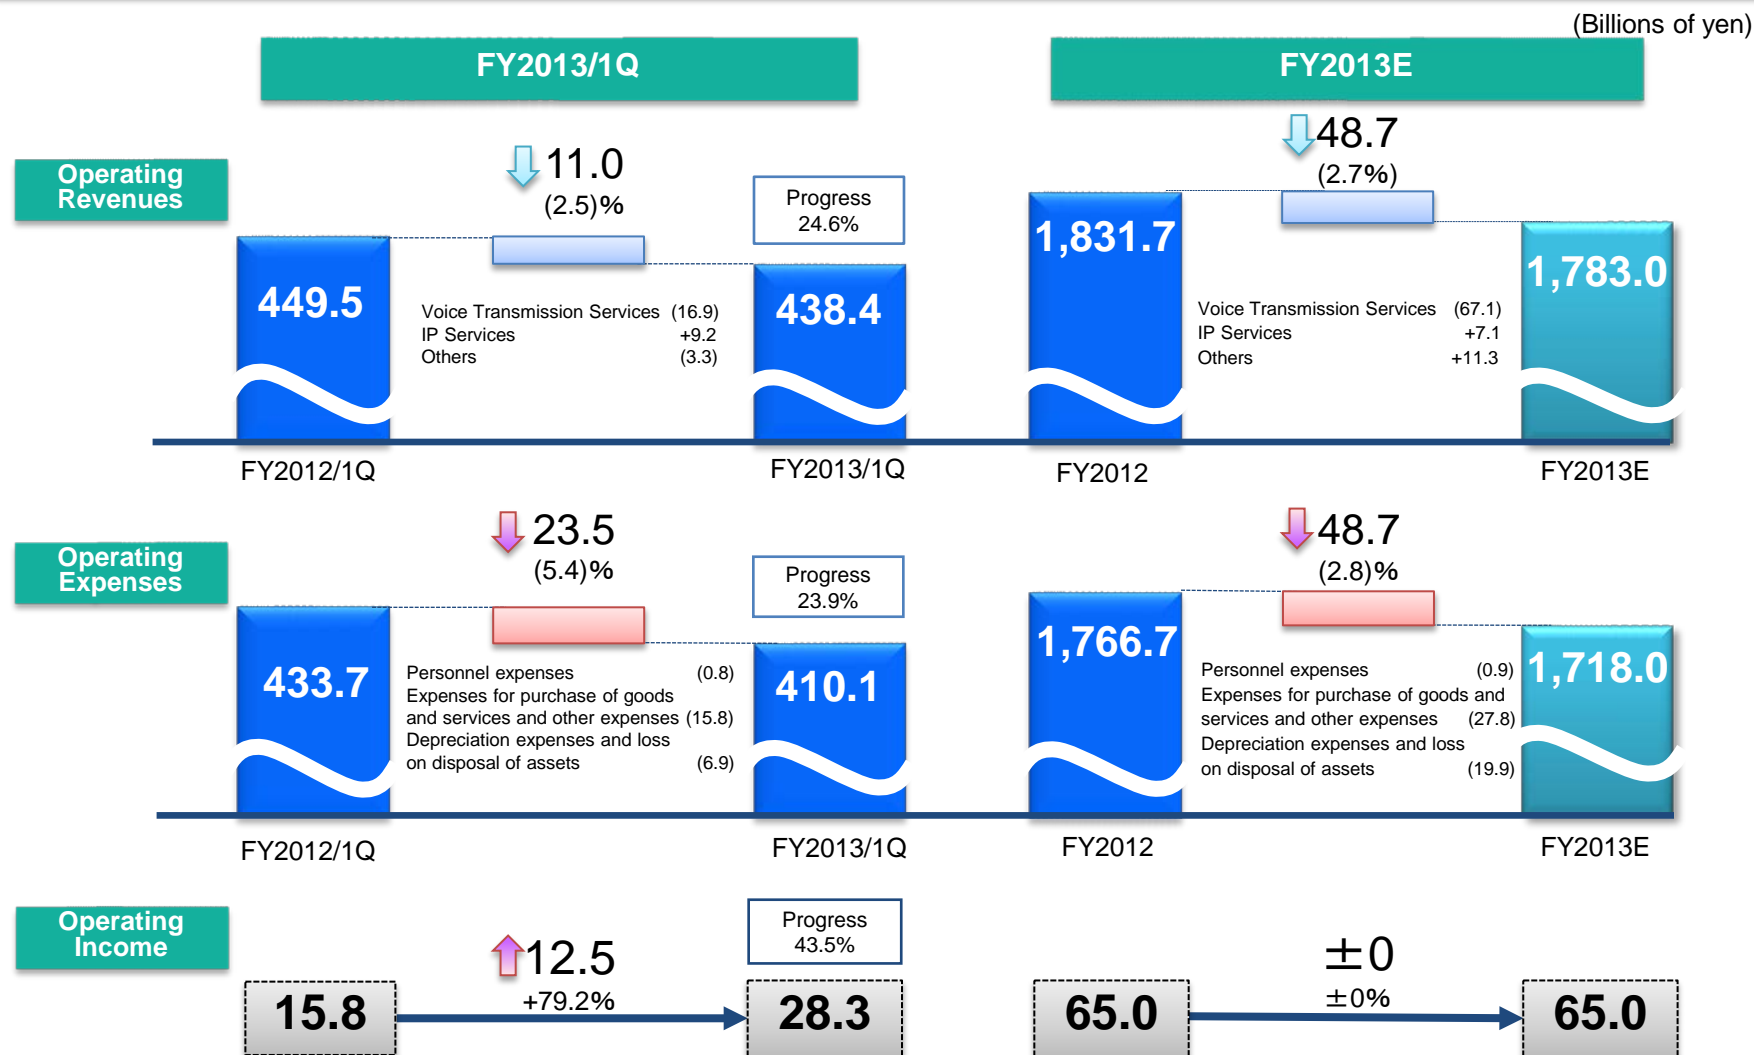 (Billions of yen)
FY2013/1Q
FY2013E
Operating
Revenues
11.0
(2.5)%
Progress
24.6%
449.5
438.4
Voice Transmission Services (16.9)
IP Services +9.2
Others (3.3)
FY2012/1Q
FY2013/1Q
48.7
(2.7%)
1,831.7
1,783.0
Voice Transmission Services (67.1)
IP Services +7.1
Others +11.3
FY2012
FY2013E
Operating
Expenses
23.5
(5.4)%
Progress
23.9%
433.7
410.1
Personnel expenses (0.8)
Expenses for purchase of goods
and services and other expenses (15.8)
Depreciation expenses and loss
on disposal of assets (6.9)
FY2012/1Q
FY2013/1Q
48.7
(2.8)%
1,766.7
1,718.0
Personnel expenses (0.9)
Expenses for purchase of goods and
services and other expenses (27.8)
Depreciation expenses and loss
on disposal of assets (19.9)
FY2012
FY2013E
Operating
Income
12.5
+79.2%
Progress
43.5%
15.8
28.3
±0
±0%
65.0
65.0